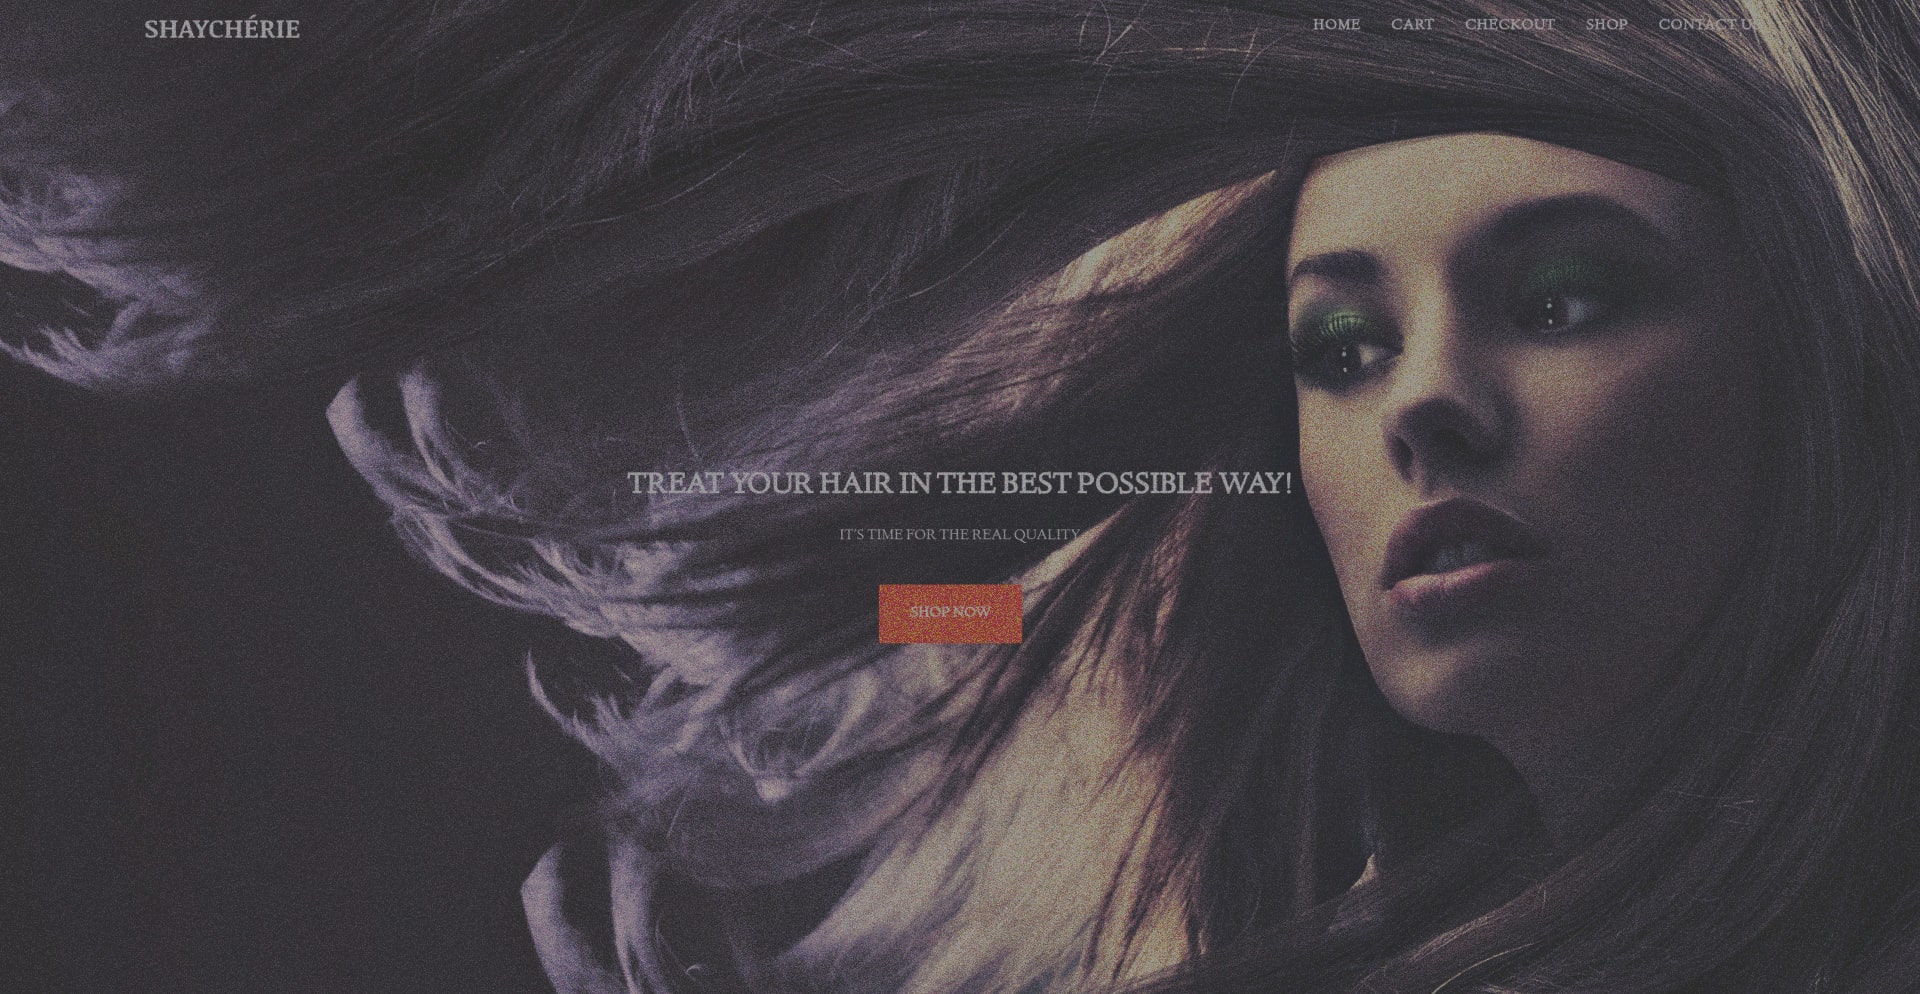 SHAYCHÉRIE
HOME CART CHECKOUT SHOP CONTACT US
TREAT YOUR HAIR IN THE BEST POSSIBLE WAY!
IT'S TIME FOR THE REAL QUALITY
SHOP NOW